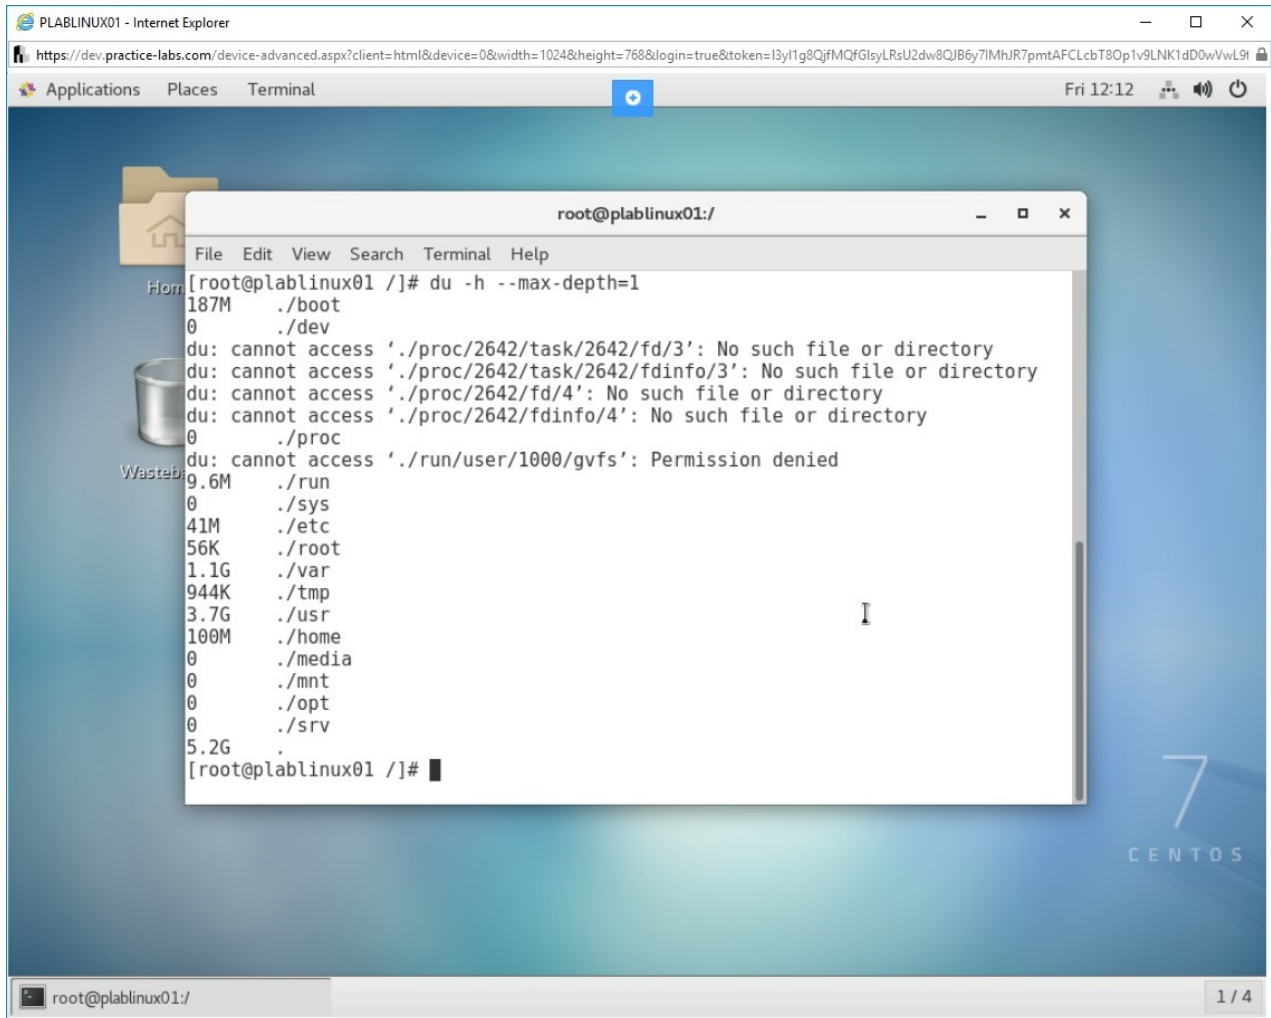 PLABLINUX01 - Internet Explorer
https://dev.practice-labs.com/device-advanced.aspx?client=html&device=0&width=1024&height=768&login=true&token=
Applications Places Terminal Fri 12:12
Home
Wasteb
root@plablinux01:/
File Edit View Search Terminal Help
[root@plablinux01 /]# du -h --max-depth=1
187M ./boot
0 ./dev
du: cannot access ‘./proc/2642/task/2642/fd/3’: No such file or directory
du: cannot access ‘./proc/2642/task/2642/fdinfo/3’: No such file or directory
du: cannot access ‘./proc/2642/fd/4’: No such file or directory
du: cannot access ‘./proc/2642/fdinfo/4’: No such file or directory
0 ./proc
du: cannot access ‘./run/user/1000/gvfs’: Permission denied
9.6M ./run
0 ./sys
41M ./etc
56K ./root
1.1G ./var
944K ./tmp
3.7G ./usr
100M ./home
0 ./media
0 ./mnt
0 ./opt
0 ./srv
5.2G .
[root@plablinux01 /]#
7
CENTOS
root@plablinux01:/ 1 / 4